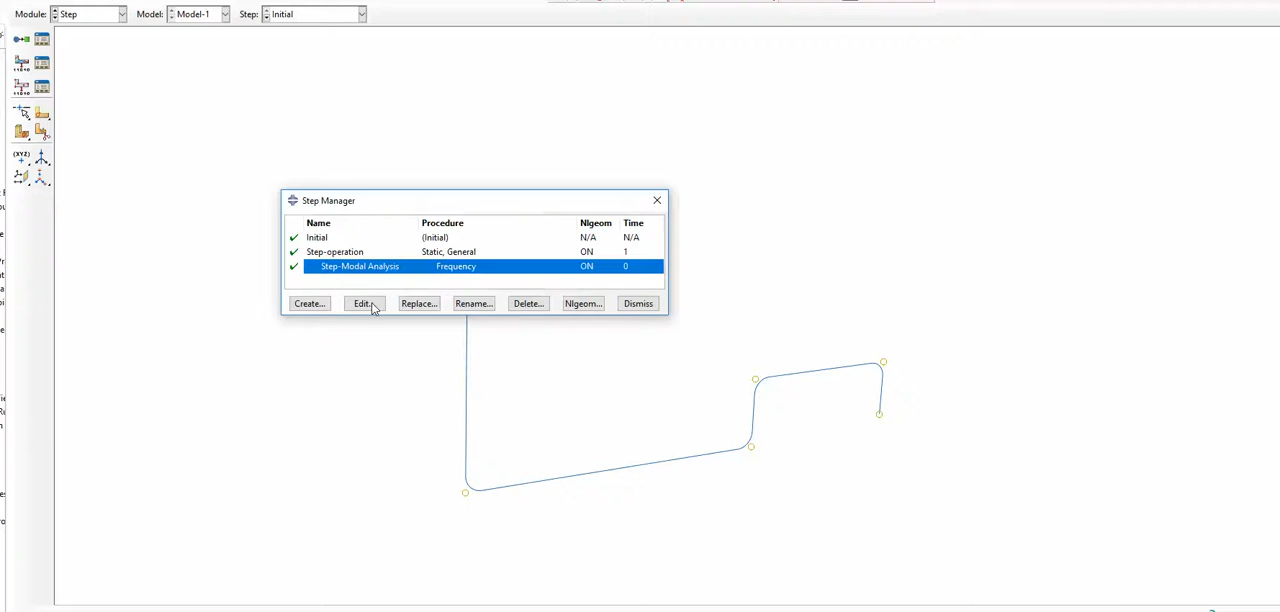 Module: Step Model: Model-1 Step: Initial
Step Manager
Name Procedure Nlgeom Time
Initial (Initial) N/A N/A
Step-operation Static, General ON 1
Step-Modal Analysis Frequency ON 0
Create... Edit... Replace... Rename... Delete... Nlgeom... Dismiss
(XYZ)